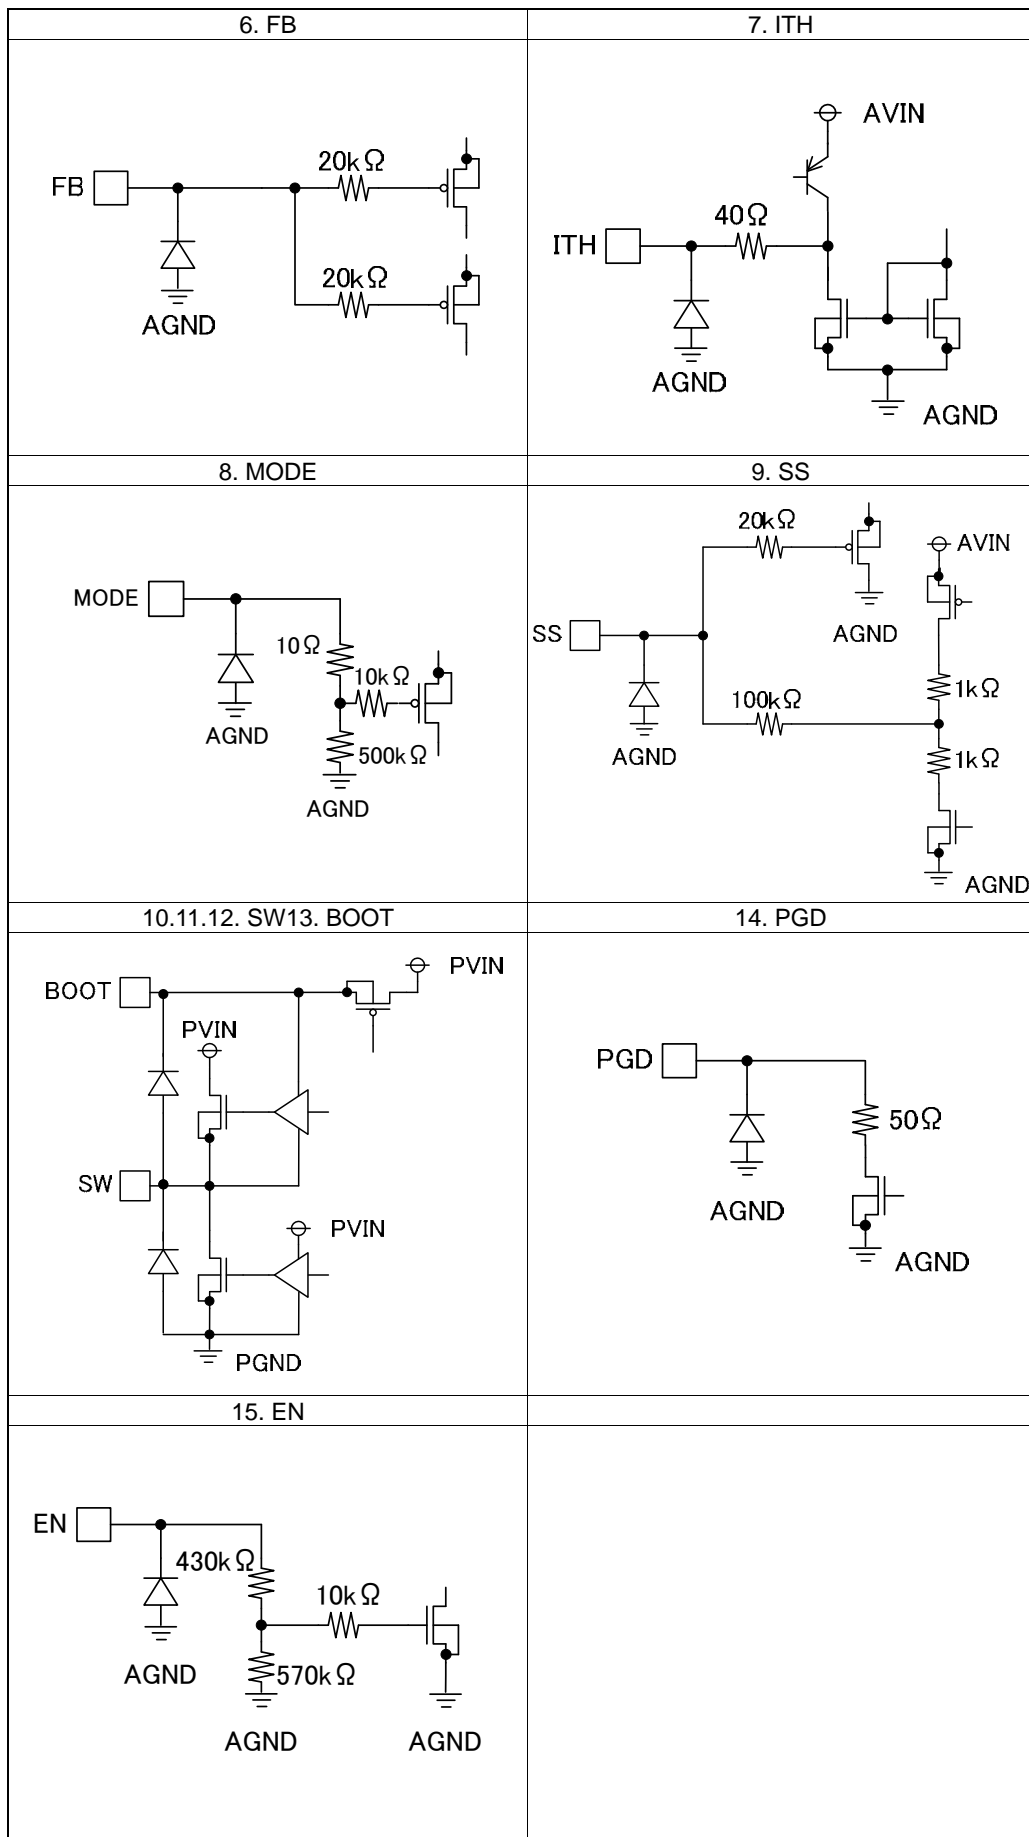 6. FB
7. ITH
FB
20kΩ
20kΩ
AGND
AVIN
ITH
40Ω
AGND
AGND
8. MODE
9. SS
MODE
10Ω
10kΩ
500kΩ
AGND
AGND
SS
20kΩ
AGND
AVIN
1kΩ
100kΩ
1kΩ
AGND
AGND
10.11.12. SW13. BOOT
14. PGD
BOOT
PVIN
PVIN
SW
PVIN
PGND
PGD
50Ω
AGND
AGND
15. EN
EN
430kΩ
10kΩ
570kΩ
AGND
AGND
AGND